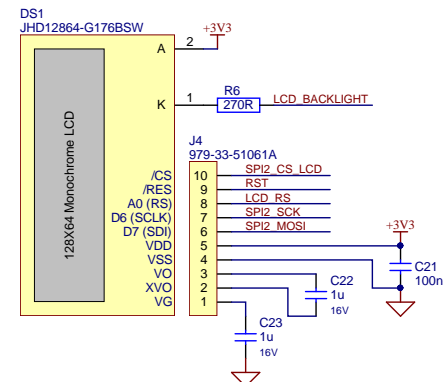 DS1
JHD12864-G176BSW
+3V3
A 2
K 1
R6
270R
LCD_BACKLIGHT
128X64 Monochrome LCD
J4
979-33-51061A
/CS 10 SPI2_CS_LCD
/RES 9 RST
A0 (RS) 8 LCD_RS
D6 (SCLK) 7 SPI2_SCK
D7 (SDI) 6 SPI2_MOSI
VDD 5
VSS 4
VO 3
XVO 2
VG 1
+3V3
C21
100n
C22
1u
16V
C23
1u
16V